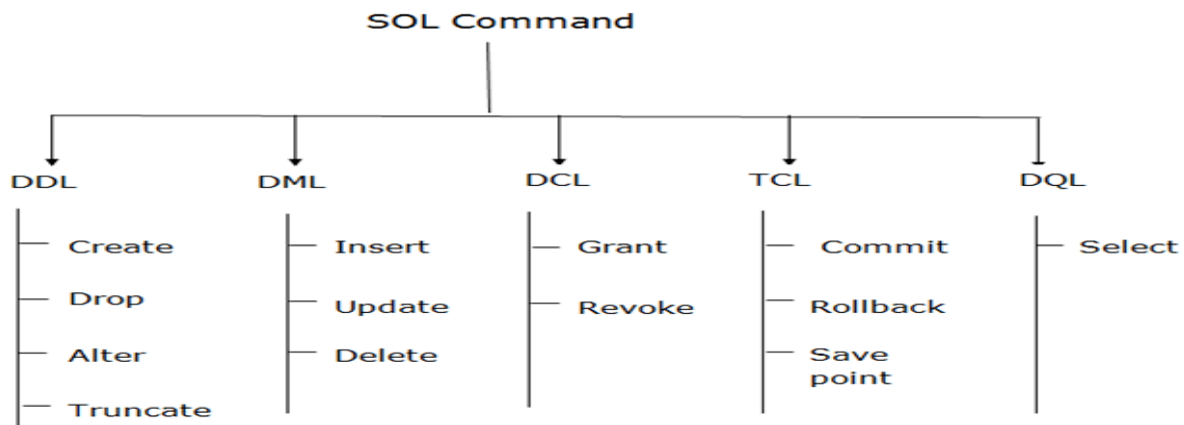 SOL Command
DDL
DML
DCL
TCL
DQL
Create
Drop
Alter
Truncate
Insert
Update
Delete
Grant
Revoke
Commit
Rollback
Save
point
Select